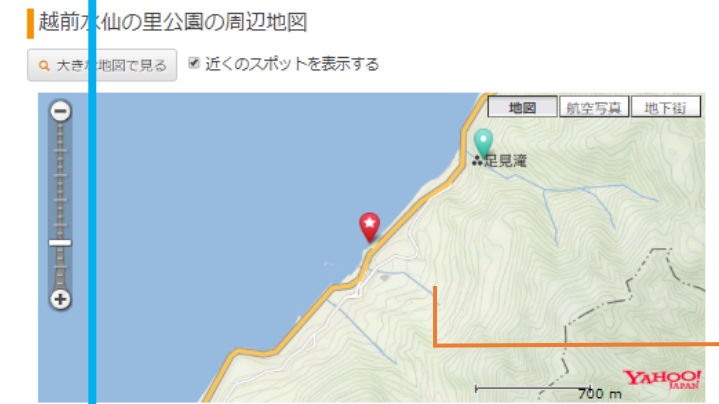 越前水仙の里公園の周辺地図
大きな地図で見る
近くのスポットを表示する
地図
航空写真
地下街
足見滝
700 m
YAHOO!
JAPAN